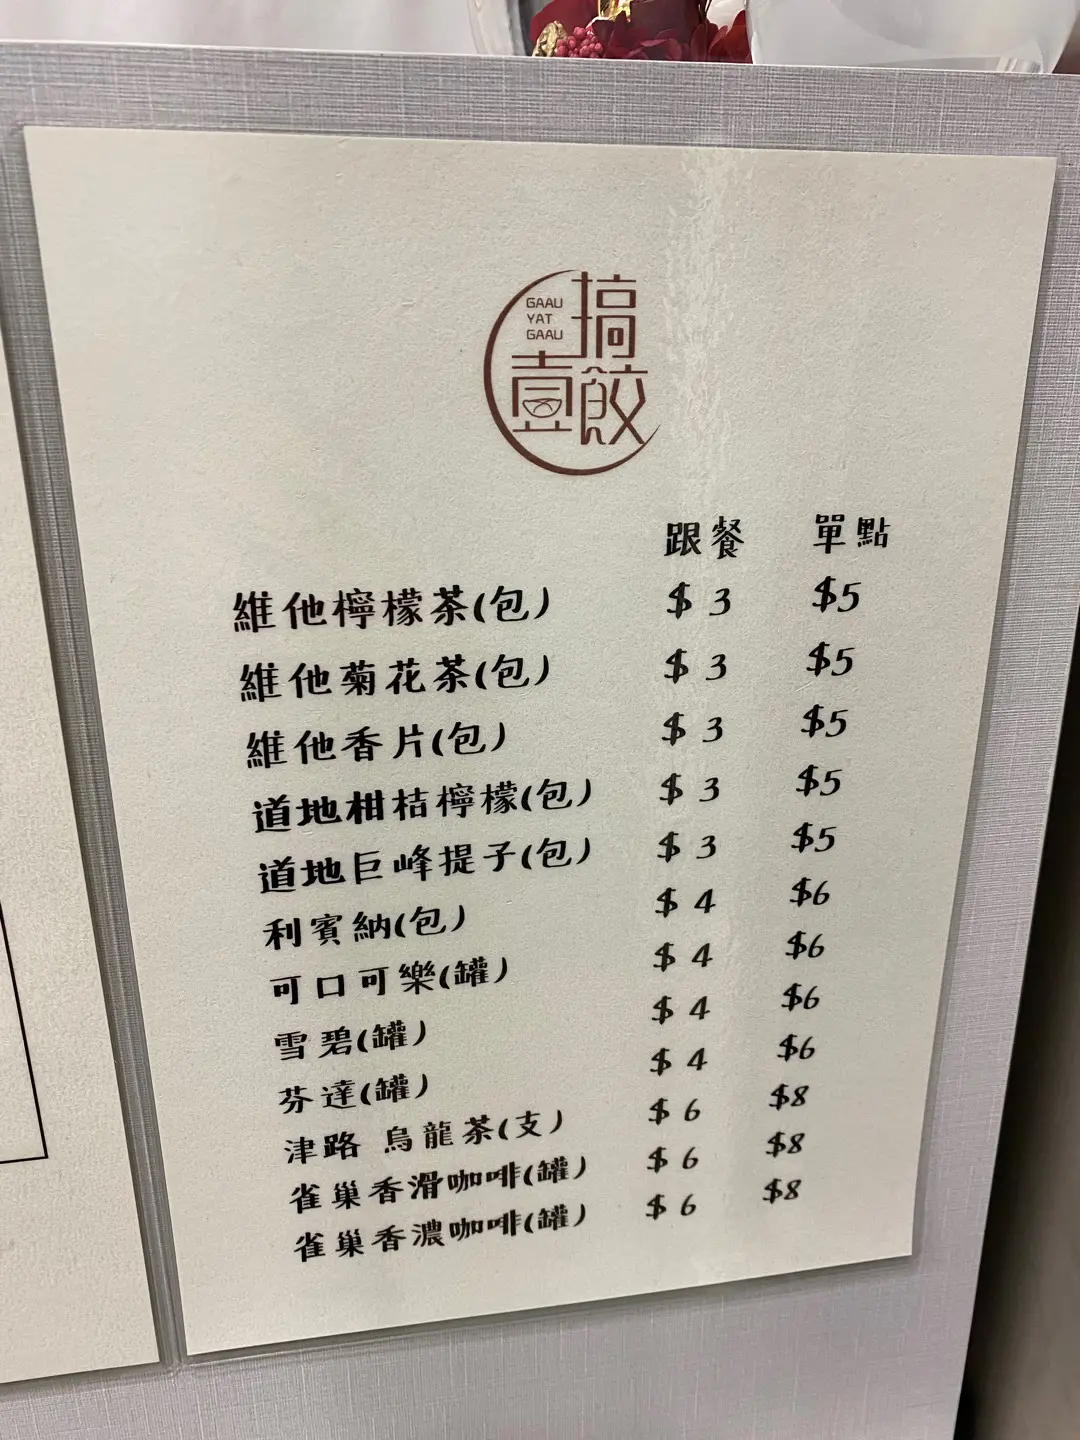 GAAU
YAT
GAAU
搞
壹餃
跟餐 單點
維他檸檬茶(包) $3 $5
維他菊花茶(包) $3 $5
維他香片(包) $3 $5
道地柑桔檸檬(包) $3 $5
道地巨峰提子(包) $3 $5
利賓納(包) $4 $6
可口可樂(罐) $4 $6
雪碧(罐) $4 $6
芬達(罐) $4 $6
津路 烏龍茶(支) $6 $8
雀巢香滑咖啡(罐) $6 $8
雀巢香濃咖啡(罐) $6 $8